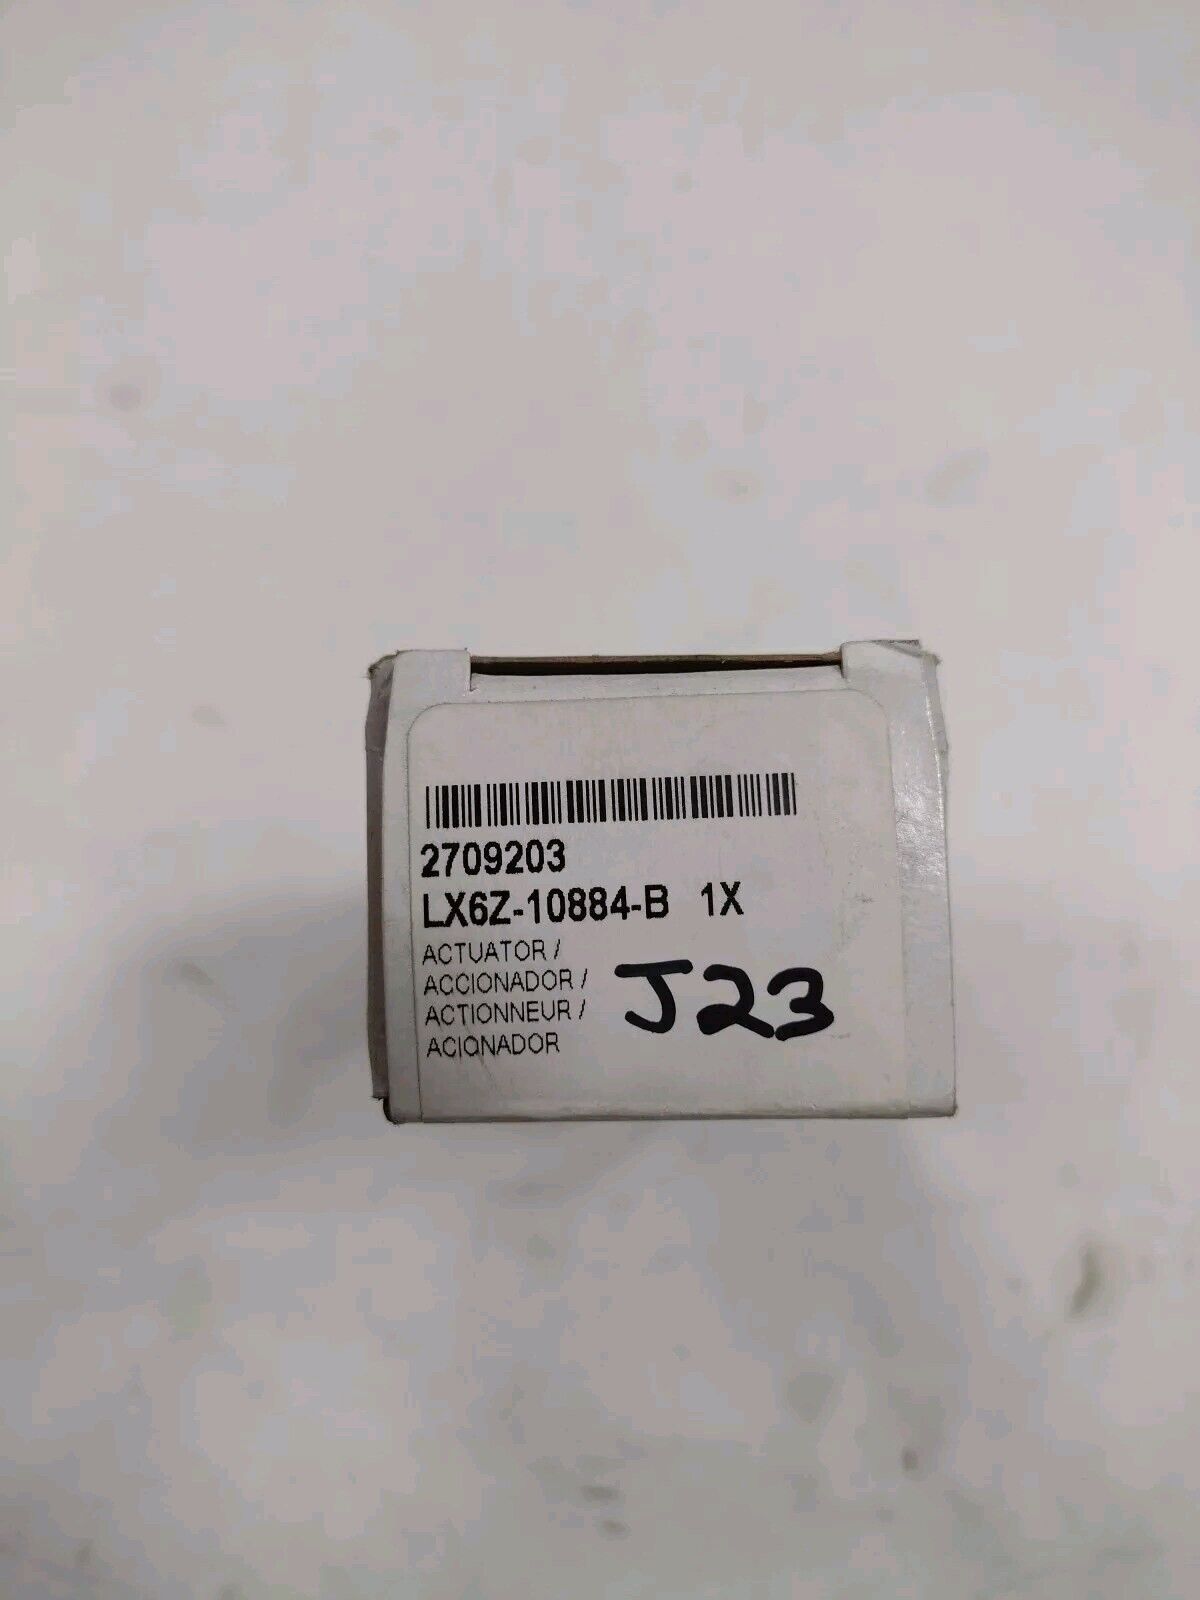 2709203
LX6Z-10884-B 1X
ACTUATOR /
ACCIONADOR /
ACTIONNEUR /
ACIONADOR
J23